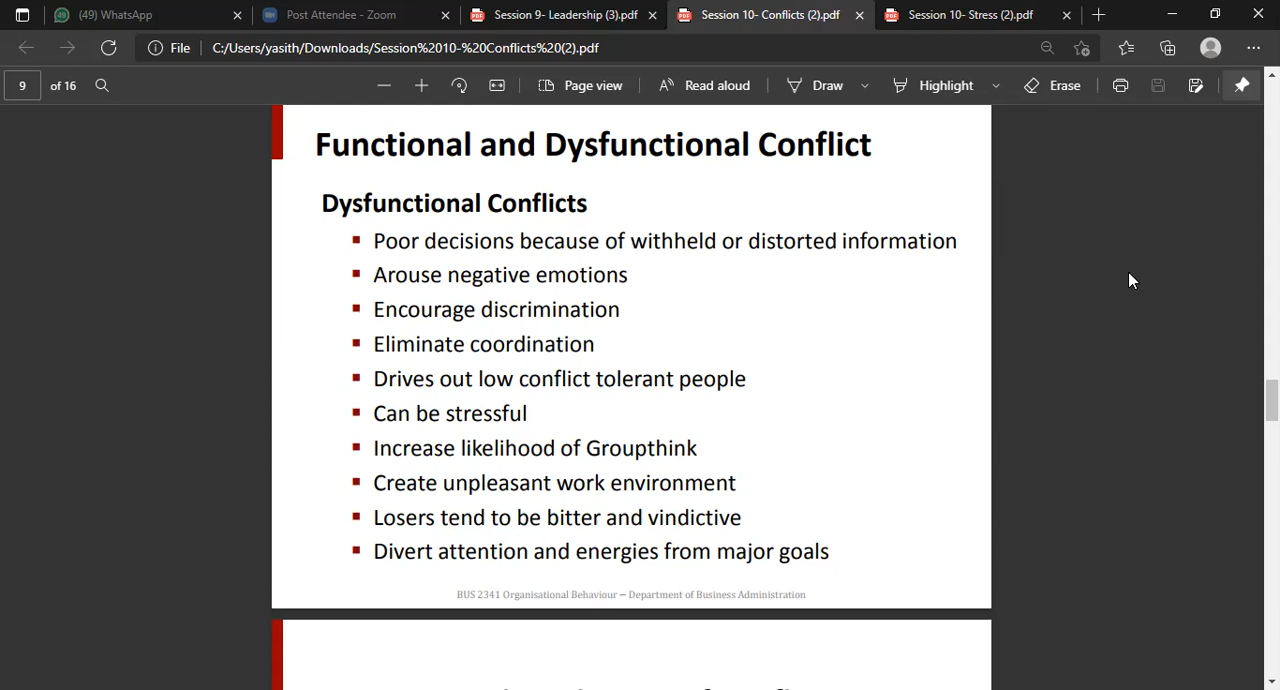 (49) WhatsApp
Post Attendee - Zoom
Session 9- Leadership (3).pdf
Session 10- Conflicts (2).pdf
Session 10- Stress (2).pdf
File
C:/Users/yasith/Downloads/Session%2010-%20Conflicts%20(2).pdf
9 of 16
Page view
Read aloud
Draw
Highlight
Erase
Functional and Dysfunctional Conflict
Dysfunctional Conflicts
Poor decisions because of withheld or distorted information
Arouse negative emotions
Encourage discrimination
Eliminate coordination
Drives out low conflict tolerant people
Can be stressful
Increase likelihood of Groupthink
Create unpleasant work environment
Losers tend to be bitter and vindictive
Divert attention and energies from major goals
BUS 2341 Organisational Behaviour – Department of Business Administration